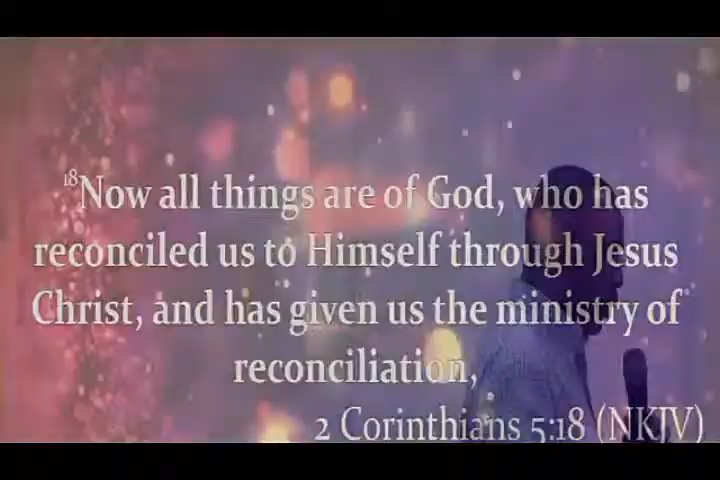 18Now all things are of God, who has
reconciled us to Himself through Jesus
Christ, and has given us the ministry of
reconciliation,
2 Corinthians 5:18 (NKJV)